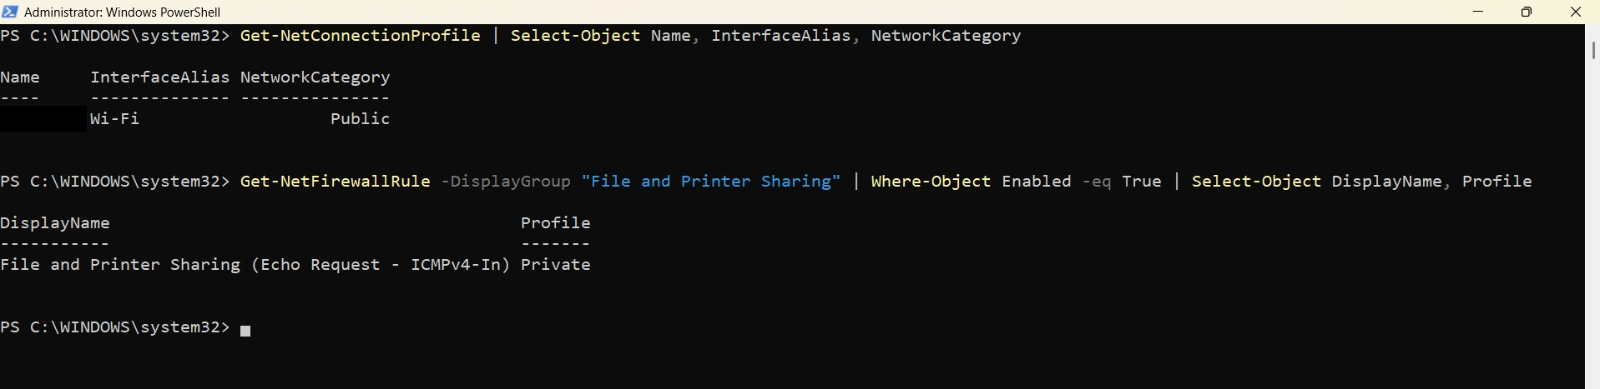 Administrator: Windows PowerShell
PS C:\WINDOWS\system32> Get-NetConnectionProfile | Select-Object Name, InterfaceAlias, NetworkCategory
Name     InterfaceAlias NetworkCategory
----     -------------- ---------------
Wi-Fi                   Public
PS C:\WINDOWS\system32> Get-NetFirewallRule -DisplayGroup "File and Printer Sharing" | Where-Object Enabled -eq True | Select-Object DisplayName, Profile
DisplayName                                         Profile
-----------                                         -------
File and Printer Sharing (Echo Request - ICMPv4-In) Private
PS C:\WINDOWS\system32>